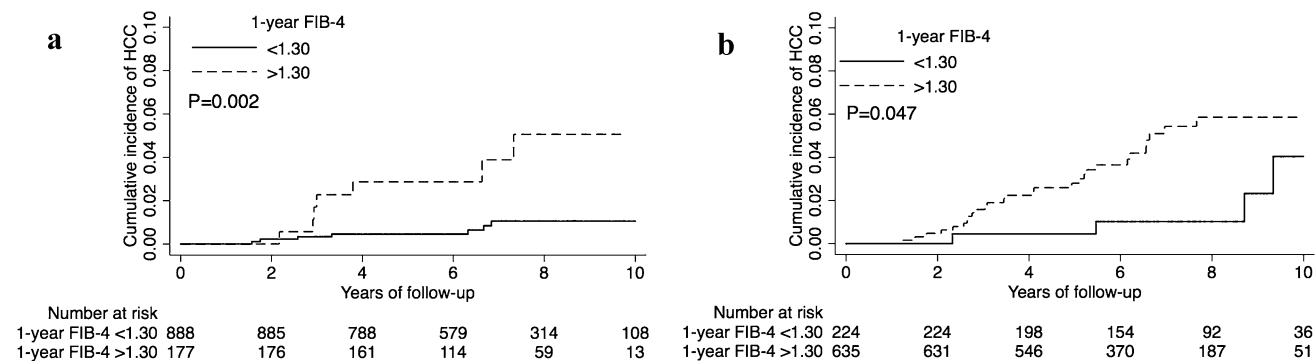 a
1-year FIB-4
<1.30
>1.30
P=0.002
Cumulative incidence of HCC
0.00 0.02 0.04 0.06 0.08 0.10
0 2 4 6 8 10
Years of follow-up
Number at risk
1-year FIB-4 <1.30 888 885 788 579 314 108
1-year FIB-4 >1.30 177 176 161 114 59 13
b
1-year FIB-4
<1.30
>1.30
P=0.047
Cumulative incidence of HCC
0.00 0.02 0.04 0.06 0.08 0.10
0 2 4 6 8 10
Years of follow-up
Number at risk
1-year FIB-4 <1.30 224 224 198 154 92 36
1-year FIB-4 >1.30 635 631 546 370 187 51